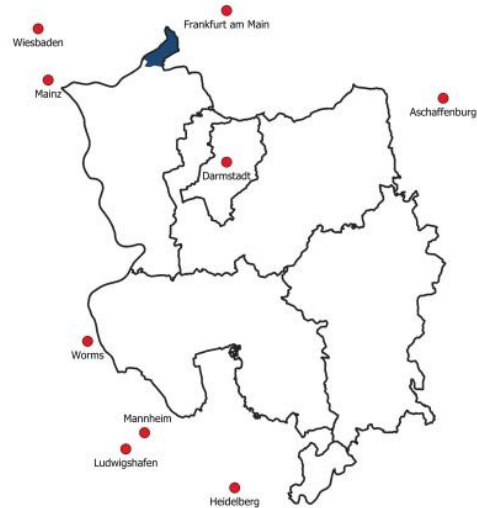 Frankfurt am Main
Wiesbaden
Mainz
Aschaffenburg
Darmstadt
Worms
Mannheim
Ludwigshafen
Heidelberg